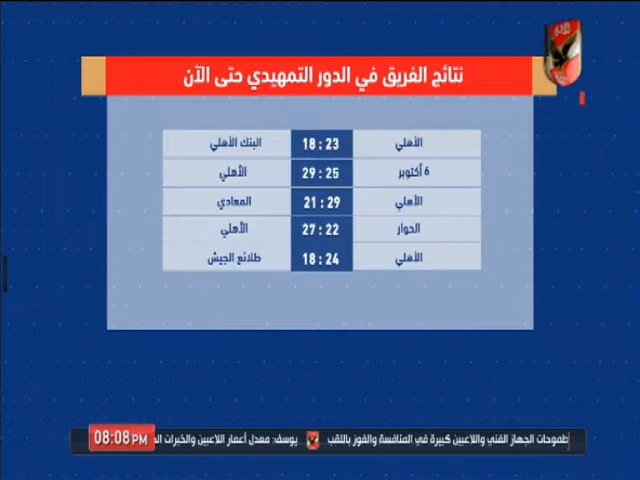 نتائج الفريق في الدور التمهيدي حتى الآن
الأهلي 18 : 23 البنك الأهلي
6 أكتوبر 29 : 25 الأهلي
الأهلي 21 : 29 المعادي
الحوار 27 : 22 الأهلي
الأهلي 18 : 24 طلائع الجيش
طموحات الجهاز الفني واللاعبين كبيرة في المنافسة والفوز باللقب يوسف: معدل أعمار اللاعبين والخبرات
08:08 PM